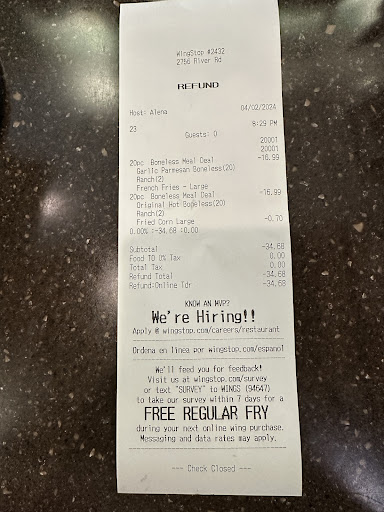 WingStop #2432
2756 River Rd
REFUND
Host: Alena 04/02/2024
23 8:29 PM
Guests: 0
20001
20001
20pc Boneless Meal Deal -16.99
Garlic Parmesan Boneless(20)
Ranch(2)
French Fries - Large
20pc Boneless Meal Deal -16.99
Original Hot Boneless(20)
Ranch(2)
Fried Corn Large -0.70
0.00% :-34.68 :0.00
Subtotal -34.68
Food TO 0% Tax 0.00
Total Tax 0.00
Refund Total -34.68
Refund:Online Tdr -34.68
KNOW AN MVP?
We're Hiring!!
Apply @ wingstop.com/careers/restaurant
Ordena en linea por wingstop.com/espanol
We'll feed you for feedback!
Visit us at wingstop.com/survey
or text "SURVEY" to WINGS (94647)
to take our survey within 7 days for a
FREE REGULAR FRY
during your next online wing purchase.
Messaging and data rates may apply.
--- Check Closed ---